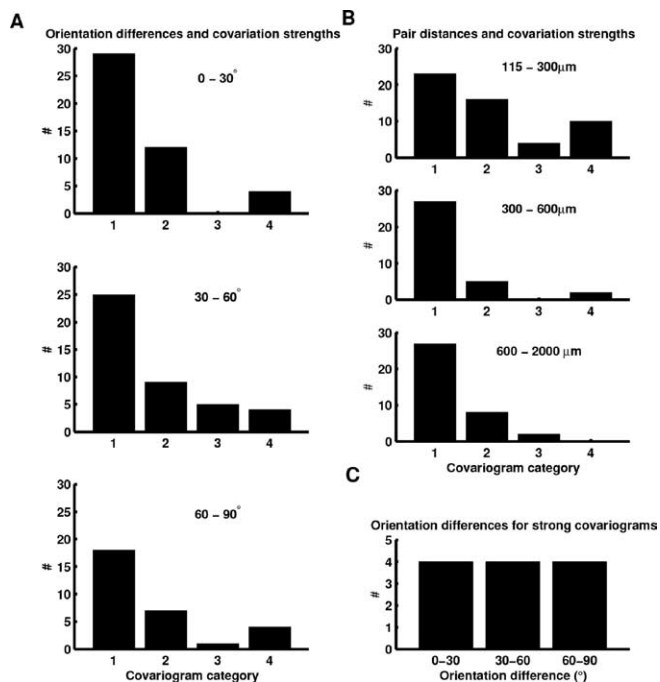 A
Orientation differences and covariation strengths
0 – 30°
30
25
20
15
10
5
0
#
1 2 3 4
30 – 60°
30
25
20
15
10
5
0
#
1 2 3 4
60 – 90°
30
25
20
15
10
5
0
#
1 2 3 4
Covariogram category
B
Pair distances and covariation strengths
115 – 300µm
30
20
10
0
#
1 2 3 4
300 – 600µm
30
20
10
0
#
1 2 3 4
600 – 2000 µm
30
20
10
0
#
1 2 3 4
Covariogram category
C
Orientation differences for strong covariograms
5
4
3
2
1
0
#
0–30 30–60 60–90
Orientation difference (°)